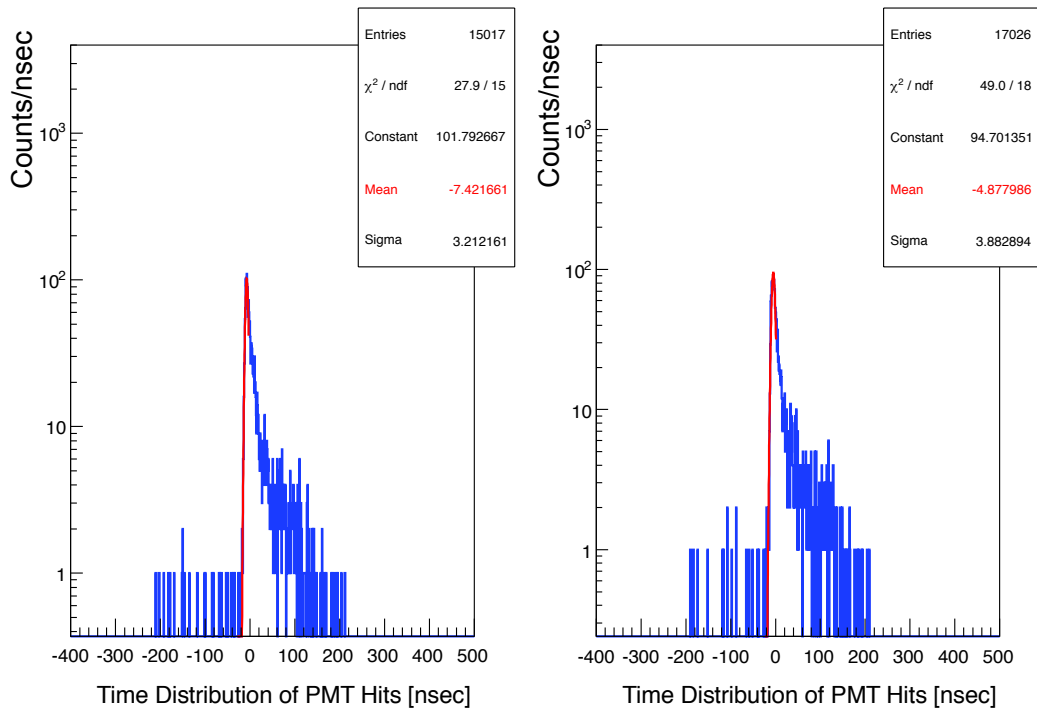 Entries 15017
χ² / ndf 27.9 / 15
Constant 101.792667
Mean -7.421661
Sigma 3.212161
Counts/nsec
10³
10²
10
1
-400 -300 -200 -100 0 100 200 300 400 500
Time Distribution of PMT Hits [nsec]
Entries 17026
χ² / ndf 49.0 / 18
Constant 94.701351
Mean -4.877986
Sigma 3.882894
Counts/nsec
10³
10²
10
1
-400 -300 -200 -100 0 100 200 300 400 500
Time Distribution of PMT Hits [nsec]